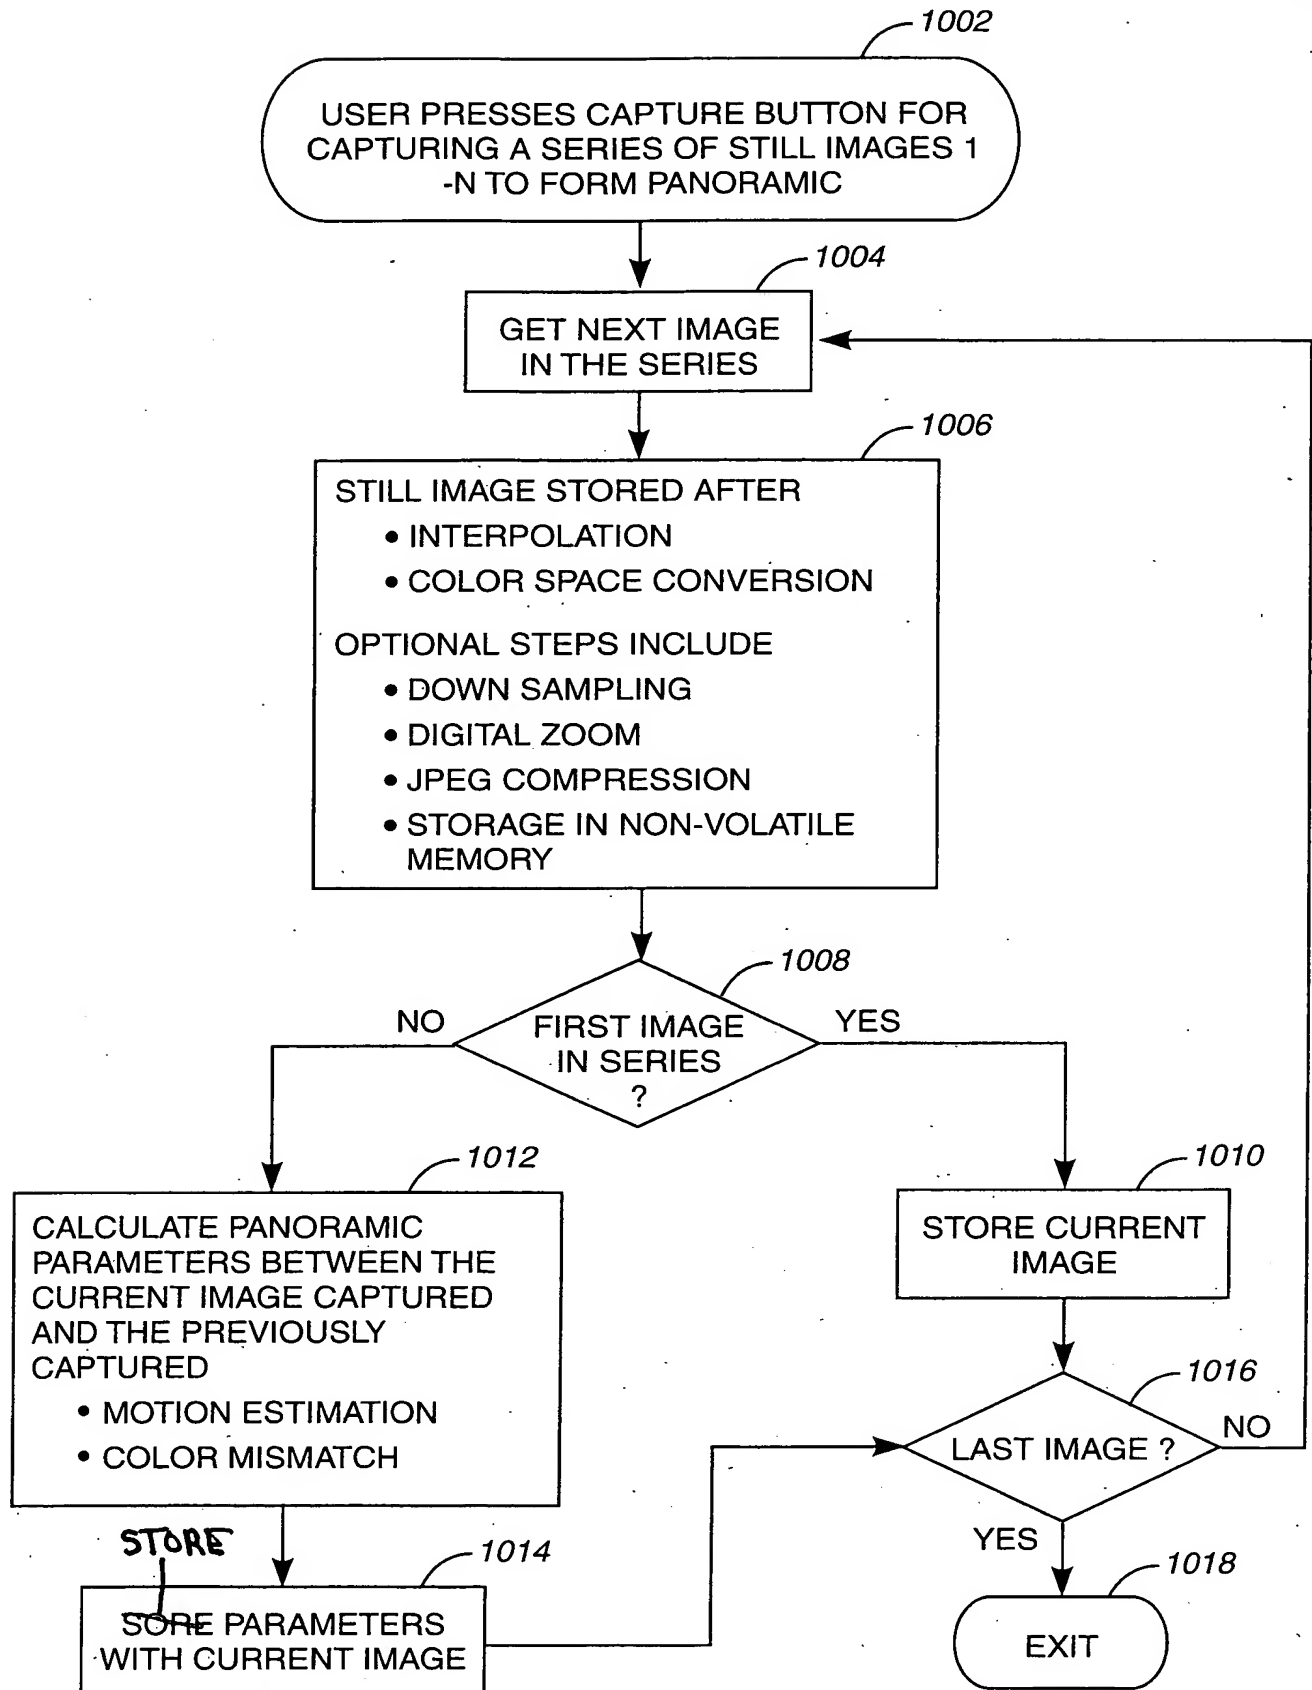 1002
USER PRESSES CAPTURE BUTTON FOR
CAPTURING A SERIES OF STILL IMAGES 1
-N TO FORM PANORAMIC
1004
GET NEXT IMAGE
IN THE SERIES
1006
STILL IMAGE STORED AFTER
• INTERPOLATION
• COLOR SPACE CONVERSION
OPTIONAL STEPS INCLUDE
• DOWN SAMPLING
• DIGITAL ZOOM
• JPEG COMPRESSION
• STORAGE IN NON-VOLATILE
MEMORY
1008
NO
FIRST IMAGE
IN SERIES
?
YES
1012
CALCULATE PANORAMIC
PARAMETERS BETWEEN THE
CURRENT IMAGE CAPTURED
AND THE PREVIOUSLY
CAPTURED
• MOTION ESTIMATION
• COLOR MISMATCH
1010
STORE CURRENT
IMAGE
1016
LAST IMAGE ?
NO
YES
STORE
1014
SORE PARAMETERS
WITH CURRENT IMAGE
1018
EXIT